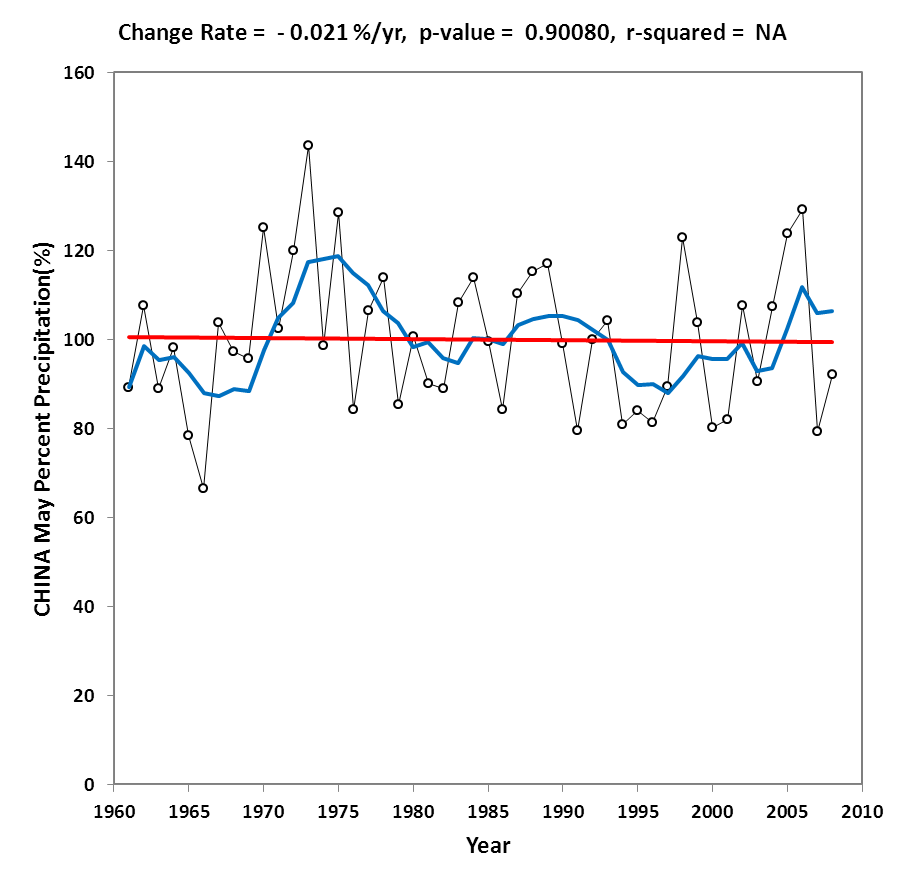 Change Rate = - 0.021 %/yr, p-value = 0.90080, r-squared = NA
160
140
120
100
80
60
40
20
0
CHINA May Percent Precipitation(%)
1960 1965 1970 1975 1980 1985 1990 1995 2000 2005 2010
Year